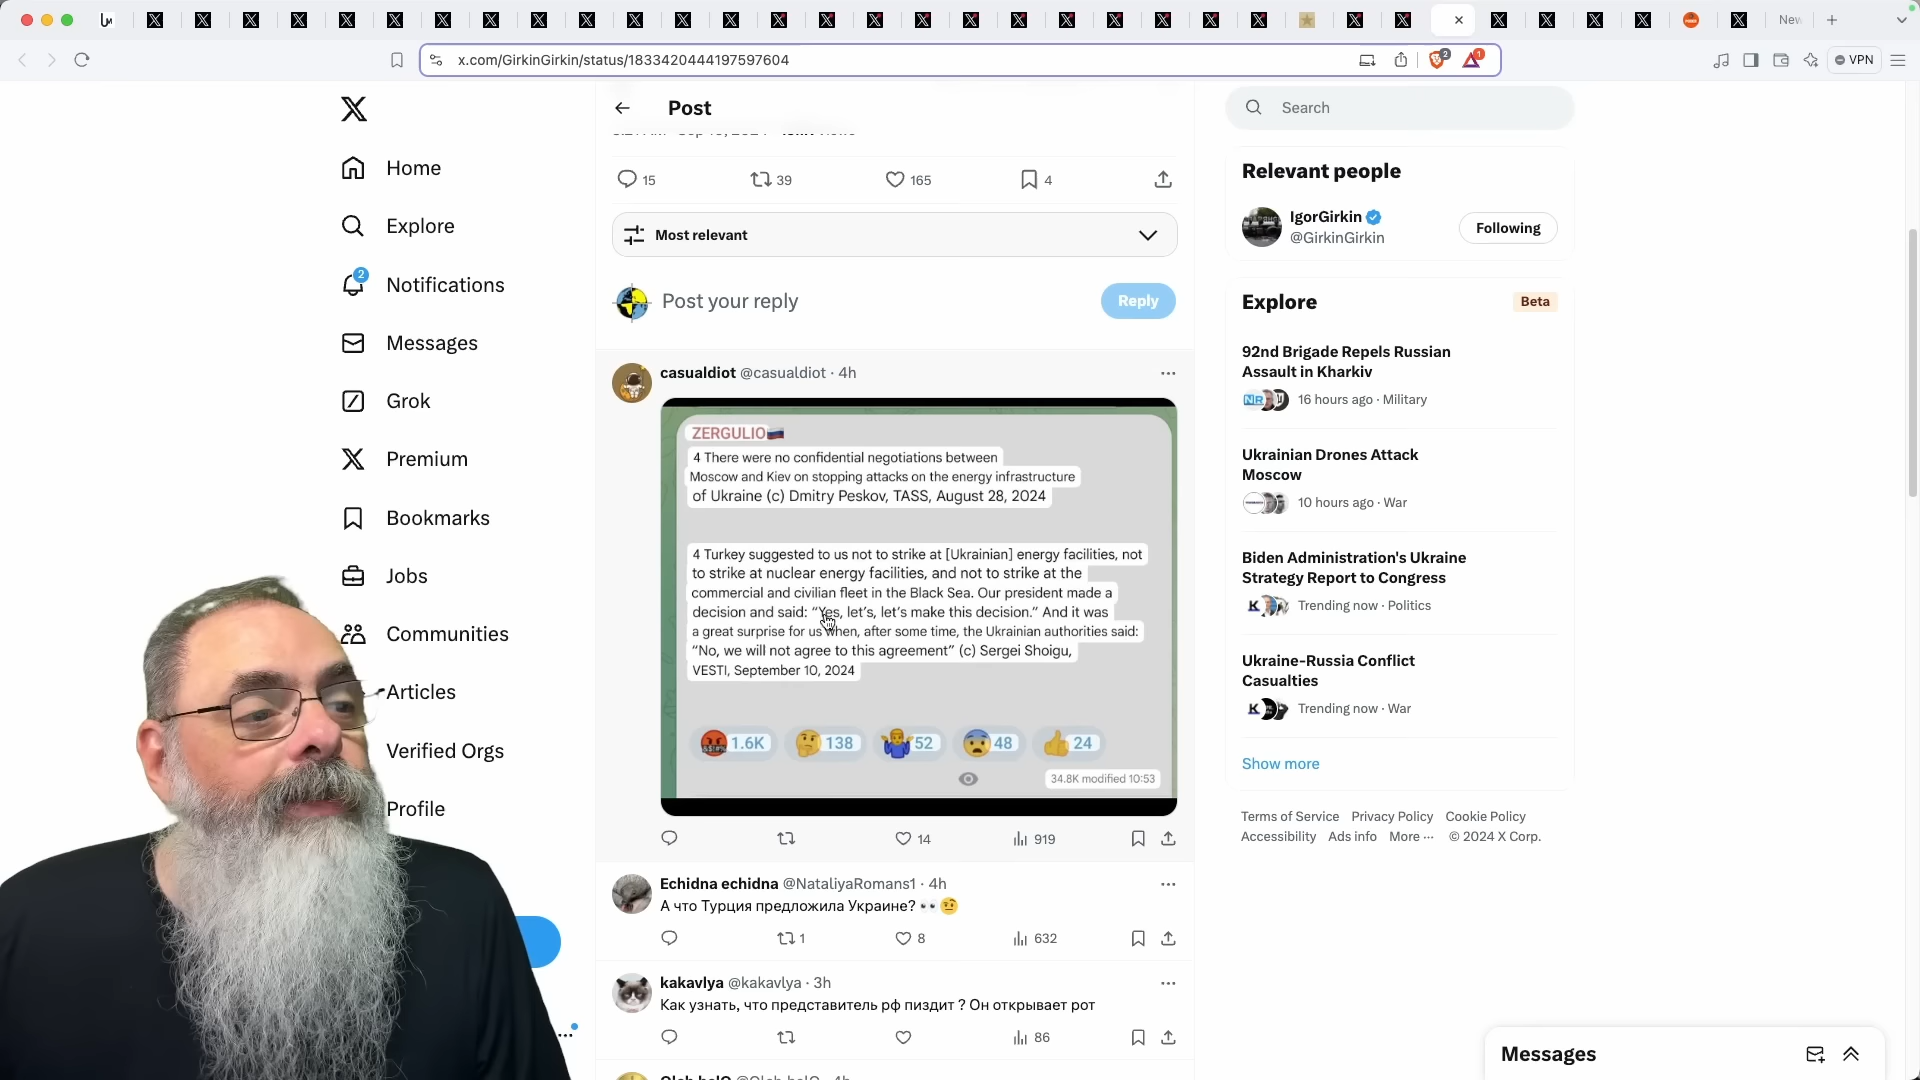 New
x.com/GirkinGirkin/status/1833420444197597604
2
1
VPN
Home
Explore
2
Notifications
Messages
Grok
Premium
Bookmarks
Jobs
Communities
Articles
Verified Orgs
Profile
Post
15
39
165
4
Most relevant
Post your reply
Reply
casualdiot @casualdiot · 4h
ZERGULIO
4 There were no confidential negotiations between
Moscow and Kiev on stopping attacks on the energy infrastructure
of Ukraine (c) Dmitry Peskov, TASS, August 28, 2024
4 Turkey suggested to us not to strike at [Ukrainian] energy facilities, not
to strike at nuclear energy facilities, and not to strike at the
commercial and civilian fleet in the Black Sea. Our president made a
decision and said: “Yes, let’s, let’s make this decision.” And it was
a great surprise for us when, after some time, the Ukrainian authorities said:
“No, we will not agree to this agreement” (c) Sergei Shoigu,
VESTI, September 10, 2024
1.6K
138
52
48
24
34.8K modified 10:53
14
919
Echidna echidna @NataliyaRomans1 · 4h
А что Турция предложила Украине?
1
8
632
kakavlya @kakavlya · 3h
Как узнать, что представитель рф пиздит ? Он открывает рот
86
Search
Relevant people
IgorGirkin
@GirkinGirkin
Following
Explore
Beta
92nd Brigade Repels Russian
Assault in Kharkiv
16 hours ago · Military
Ukrainian Drones Attack
Moscow
10 hours ago · War
Biden Administration's Ukraine
Strategy Report to Congress
Trending now · Politics
Ukraine-Russia Conflict
Casualties
Trending now · War
Show more
Terms of Service Privacy Policy Cookie Policy
Accessibility Ads info More ··· © 2024 X Corp.
Messages